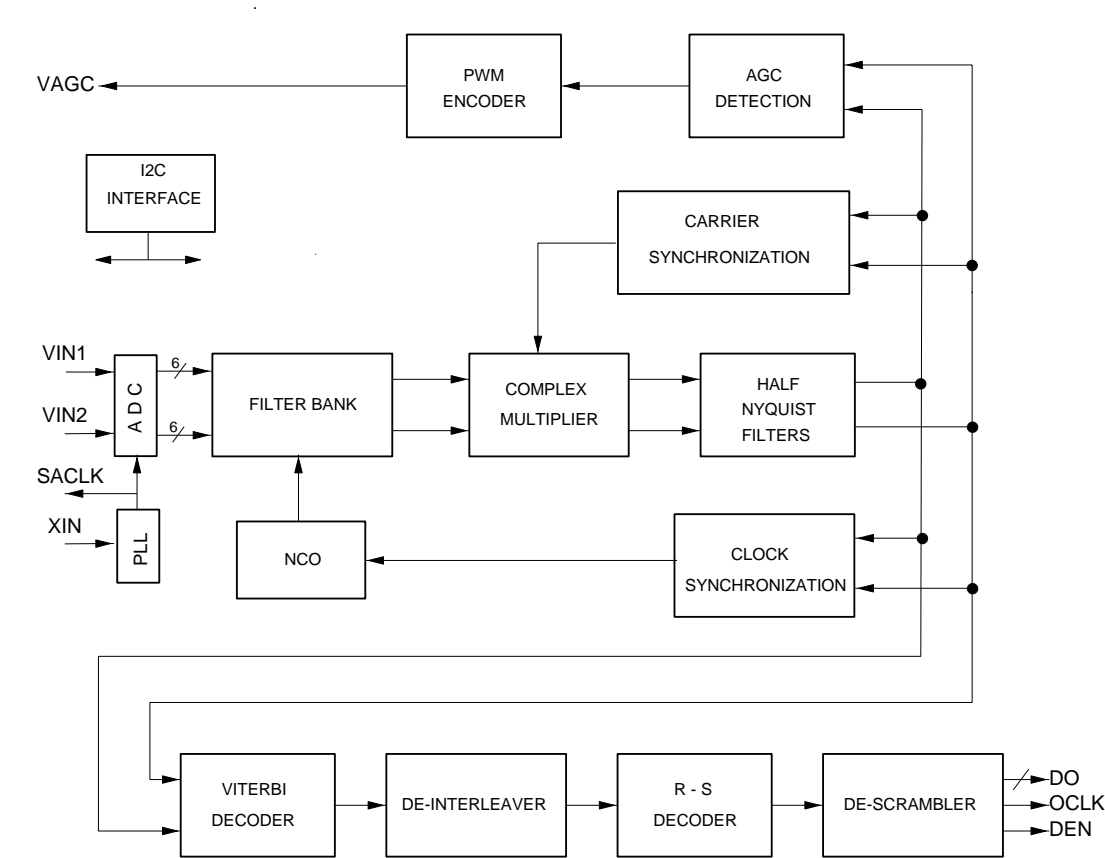 VAGC
PWM
ENCODER
AGC
DETECTION
I2C
INTERFACE
CARRIER
SYNCHRONIZATION
VIN1
VIN2
SACLK
XIN
ADC
6
6
PLL
FILTER BANK
COMPLEX
MULTIPLIER
HALF
NYQUIST
FILTERS
NCO
CLOCK
SYNCHRONIZATION
VITERBI
DECODER
DE-INTERLEAVER
R - S
DECODER
DE-SCRAMBLER
DO
OCLK
DEN